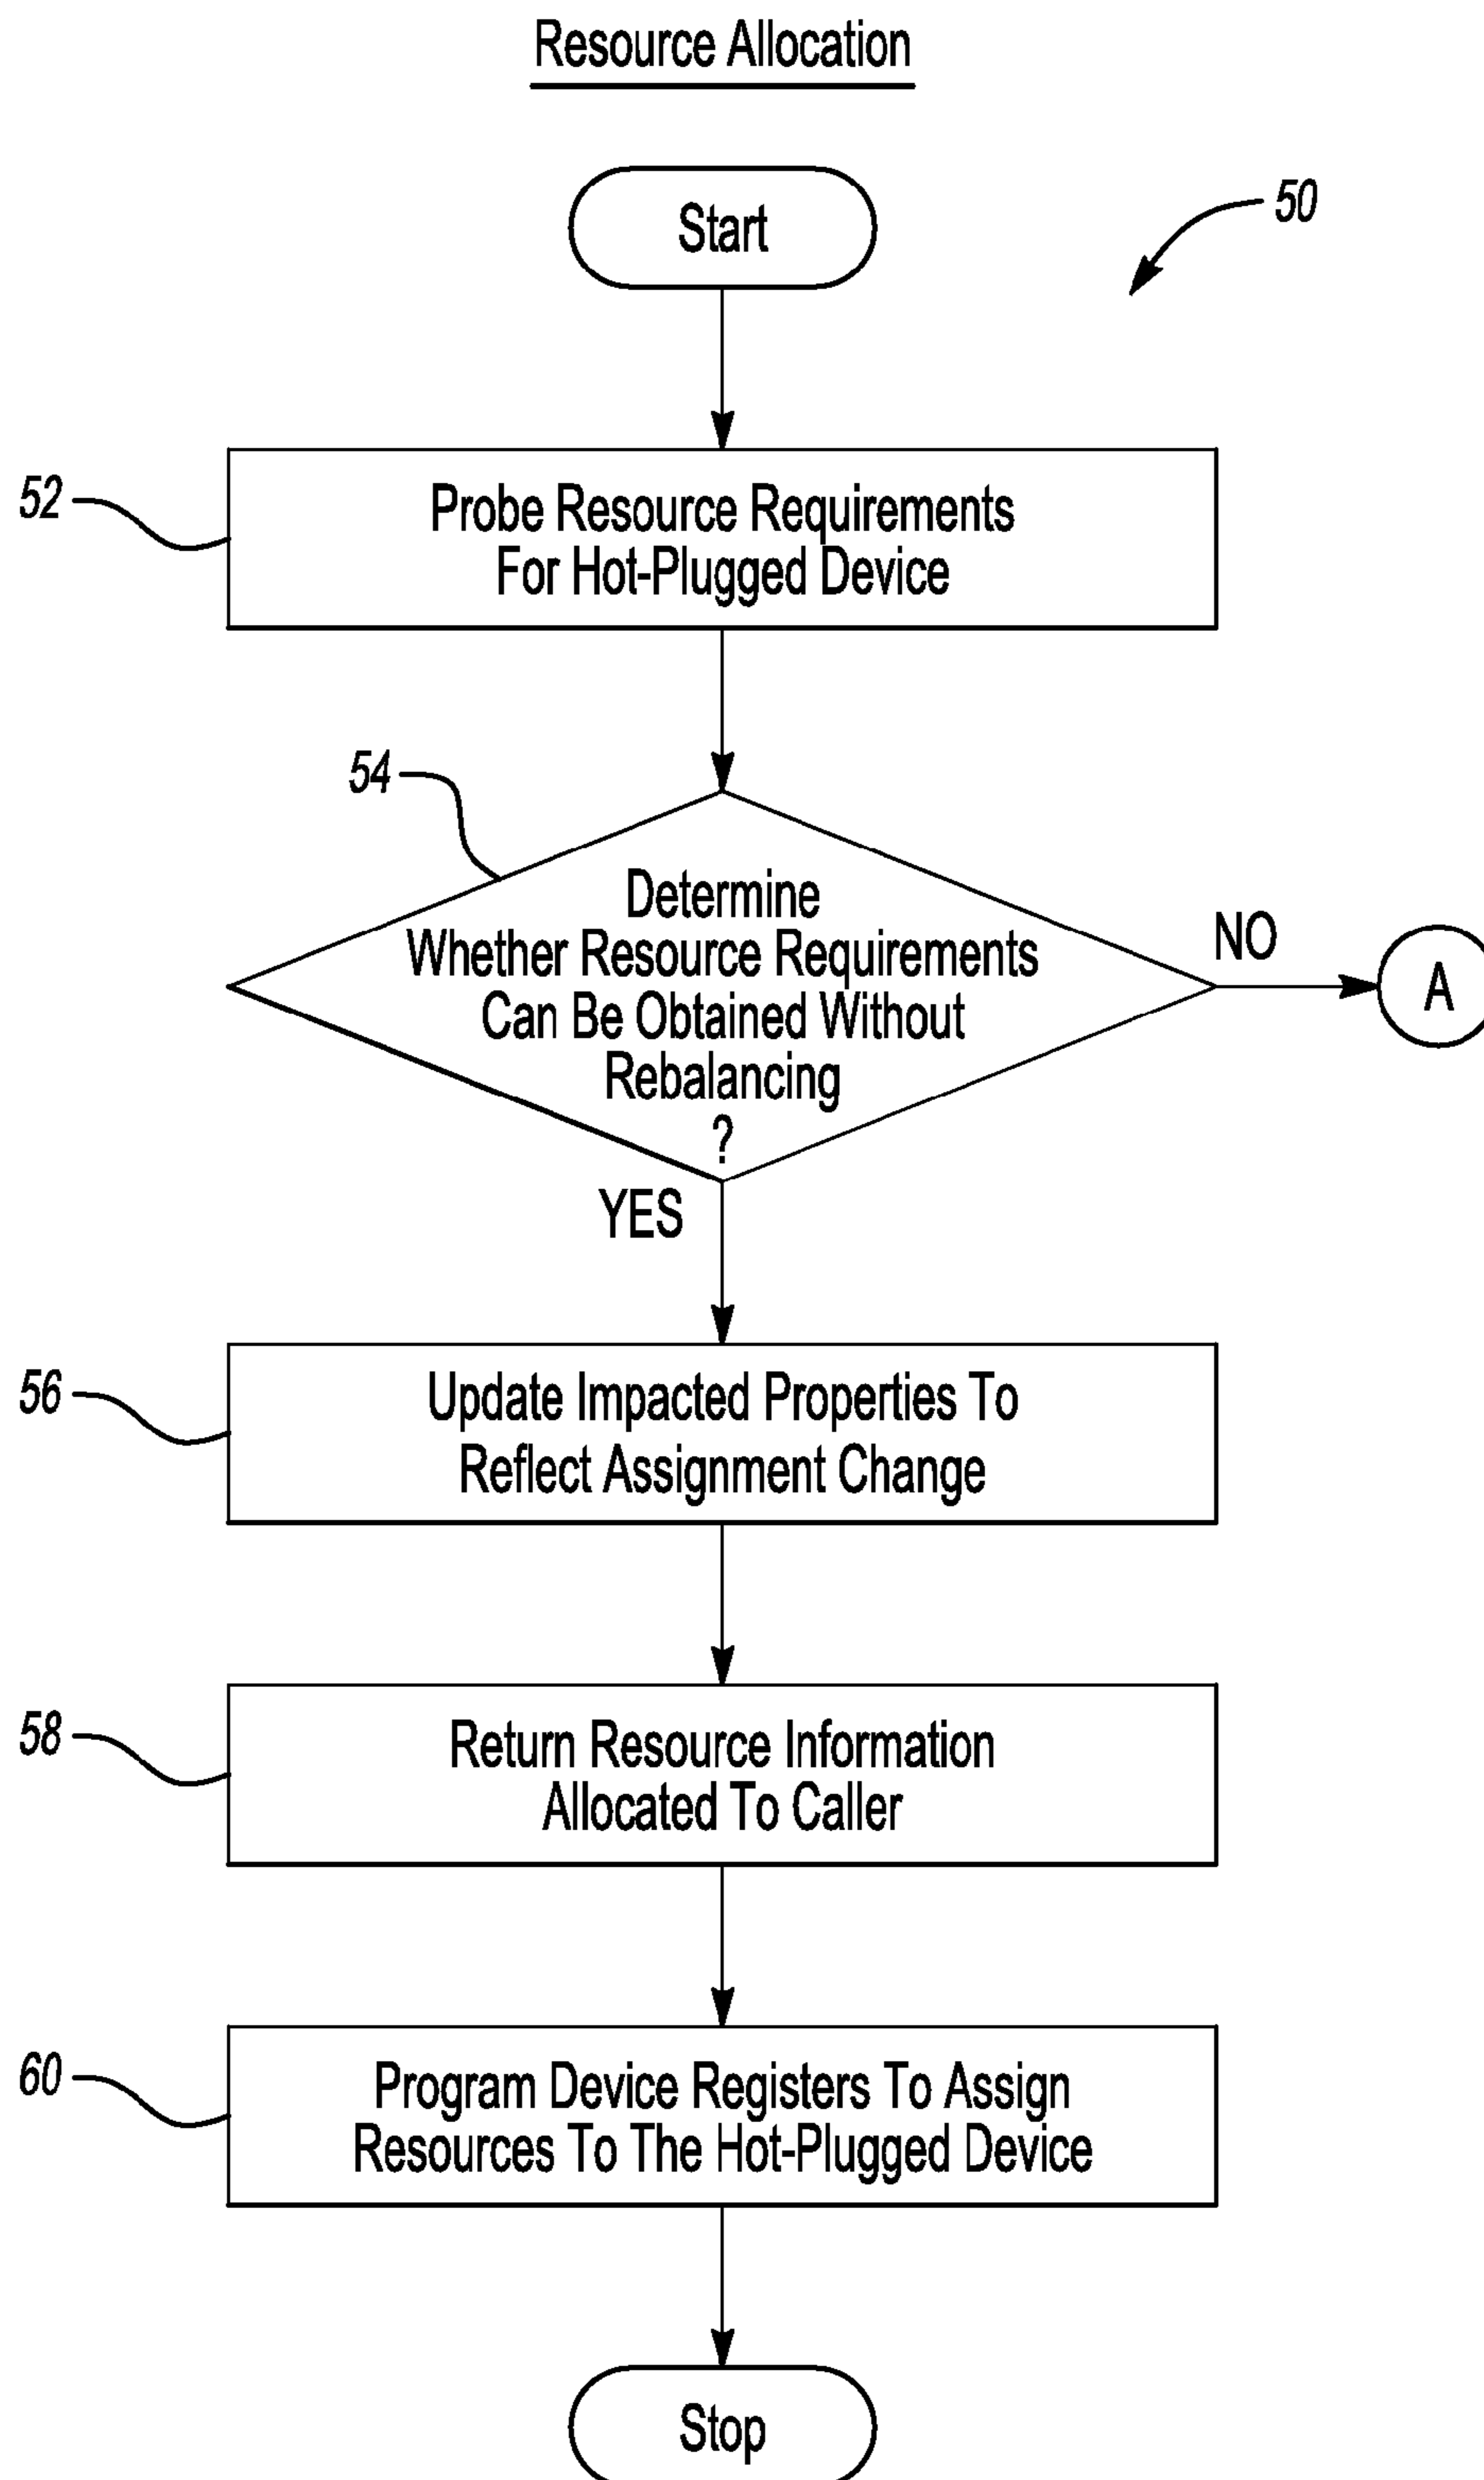 Resource Allocation
Start
50
52
Probe Resource Requirements
For Hot-Plugged Device
54
Determine
Whether Resource Requirements
Can Be Obtained Without
Rebalancing
?
NO
A
YES
56
Update Impacted Properties To
Reflect Assignment Change
58
Return Resource Information
Allocated To Caller
60
Program Device Registers To Assign
Resources To The Hot-Plugged Device
Stop